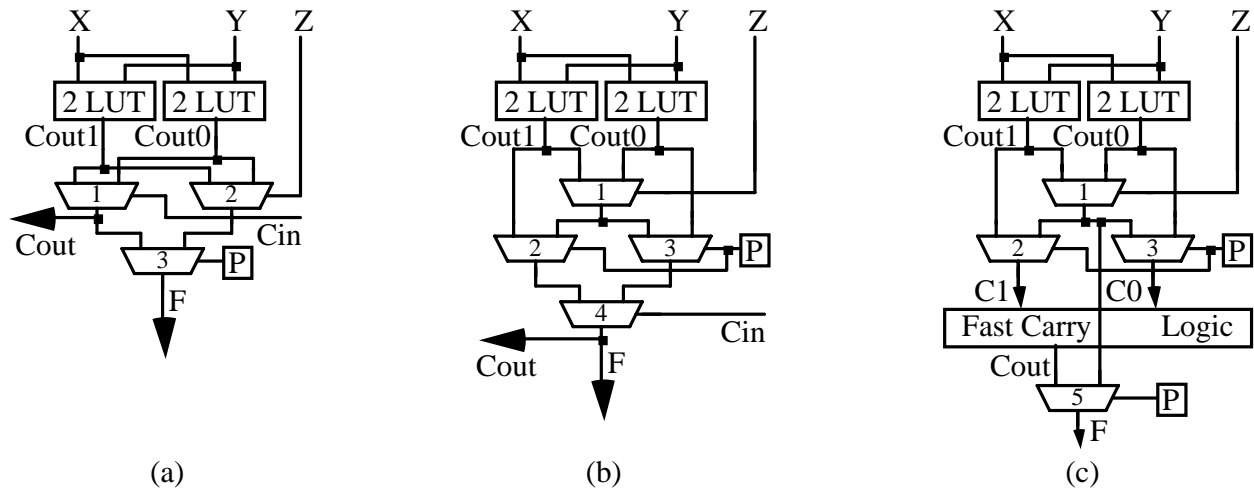 X Y Z
2 LUT 2 LUT
Cout1 Cout0
1 2
Cout Cin
3 P
F
(a)
X Y Z
2 LUT 2 LUT
Cout1 Cout0
1
2 3 P
4 Cin
Cout F
(b)
X Y Z
2 LUT 2 LUT
Cout1 Cout0
1
2 3 P
C1 C0
Fast Carry Logic
Cout
5 P
F
(c)